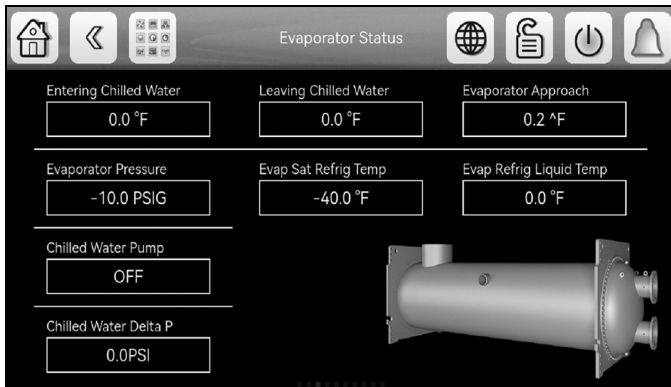 Evaporator Status
Entering Chilled Water
Leaving Chilled Water
Evaporator Approach
0.0 °F
0.0 °F
0.2 ^F
Evaporator Pressure
Evap Sat Refrig Temp
Evap Refrig Liquid Temp
-10.0 PSIG
-40.0 °F
0.0 °F
Chilled Water Pump
OFF
Chilled Water Delta P
0.0PSI